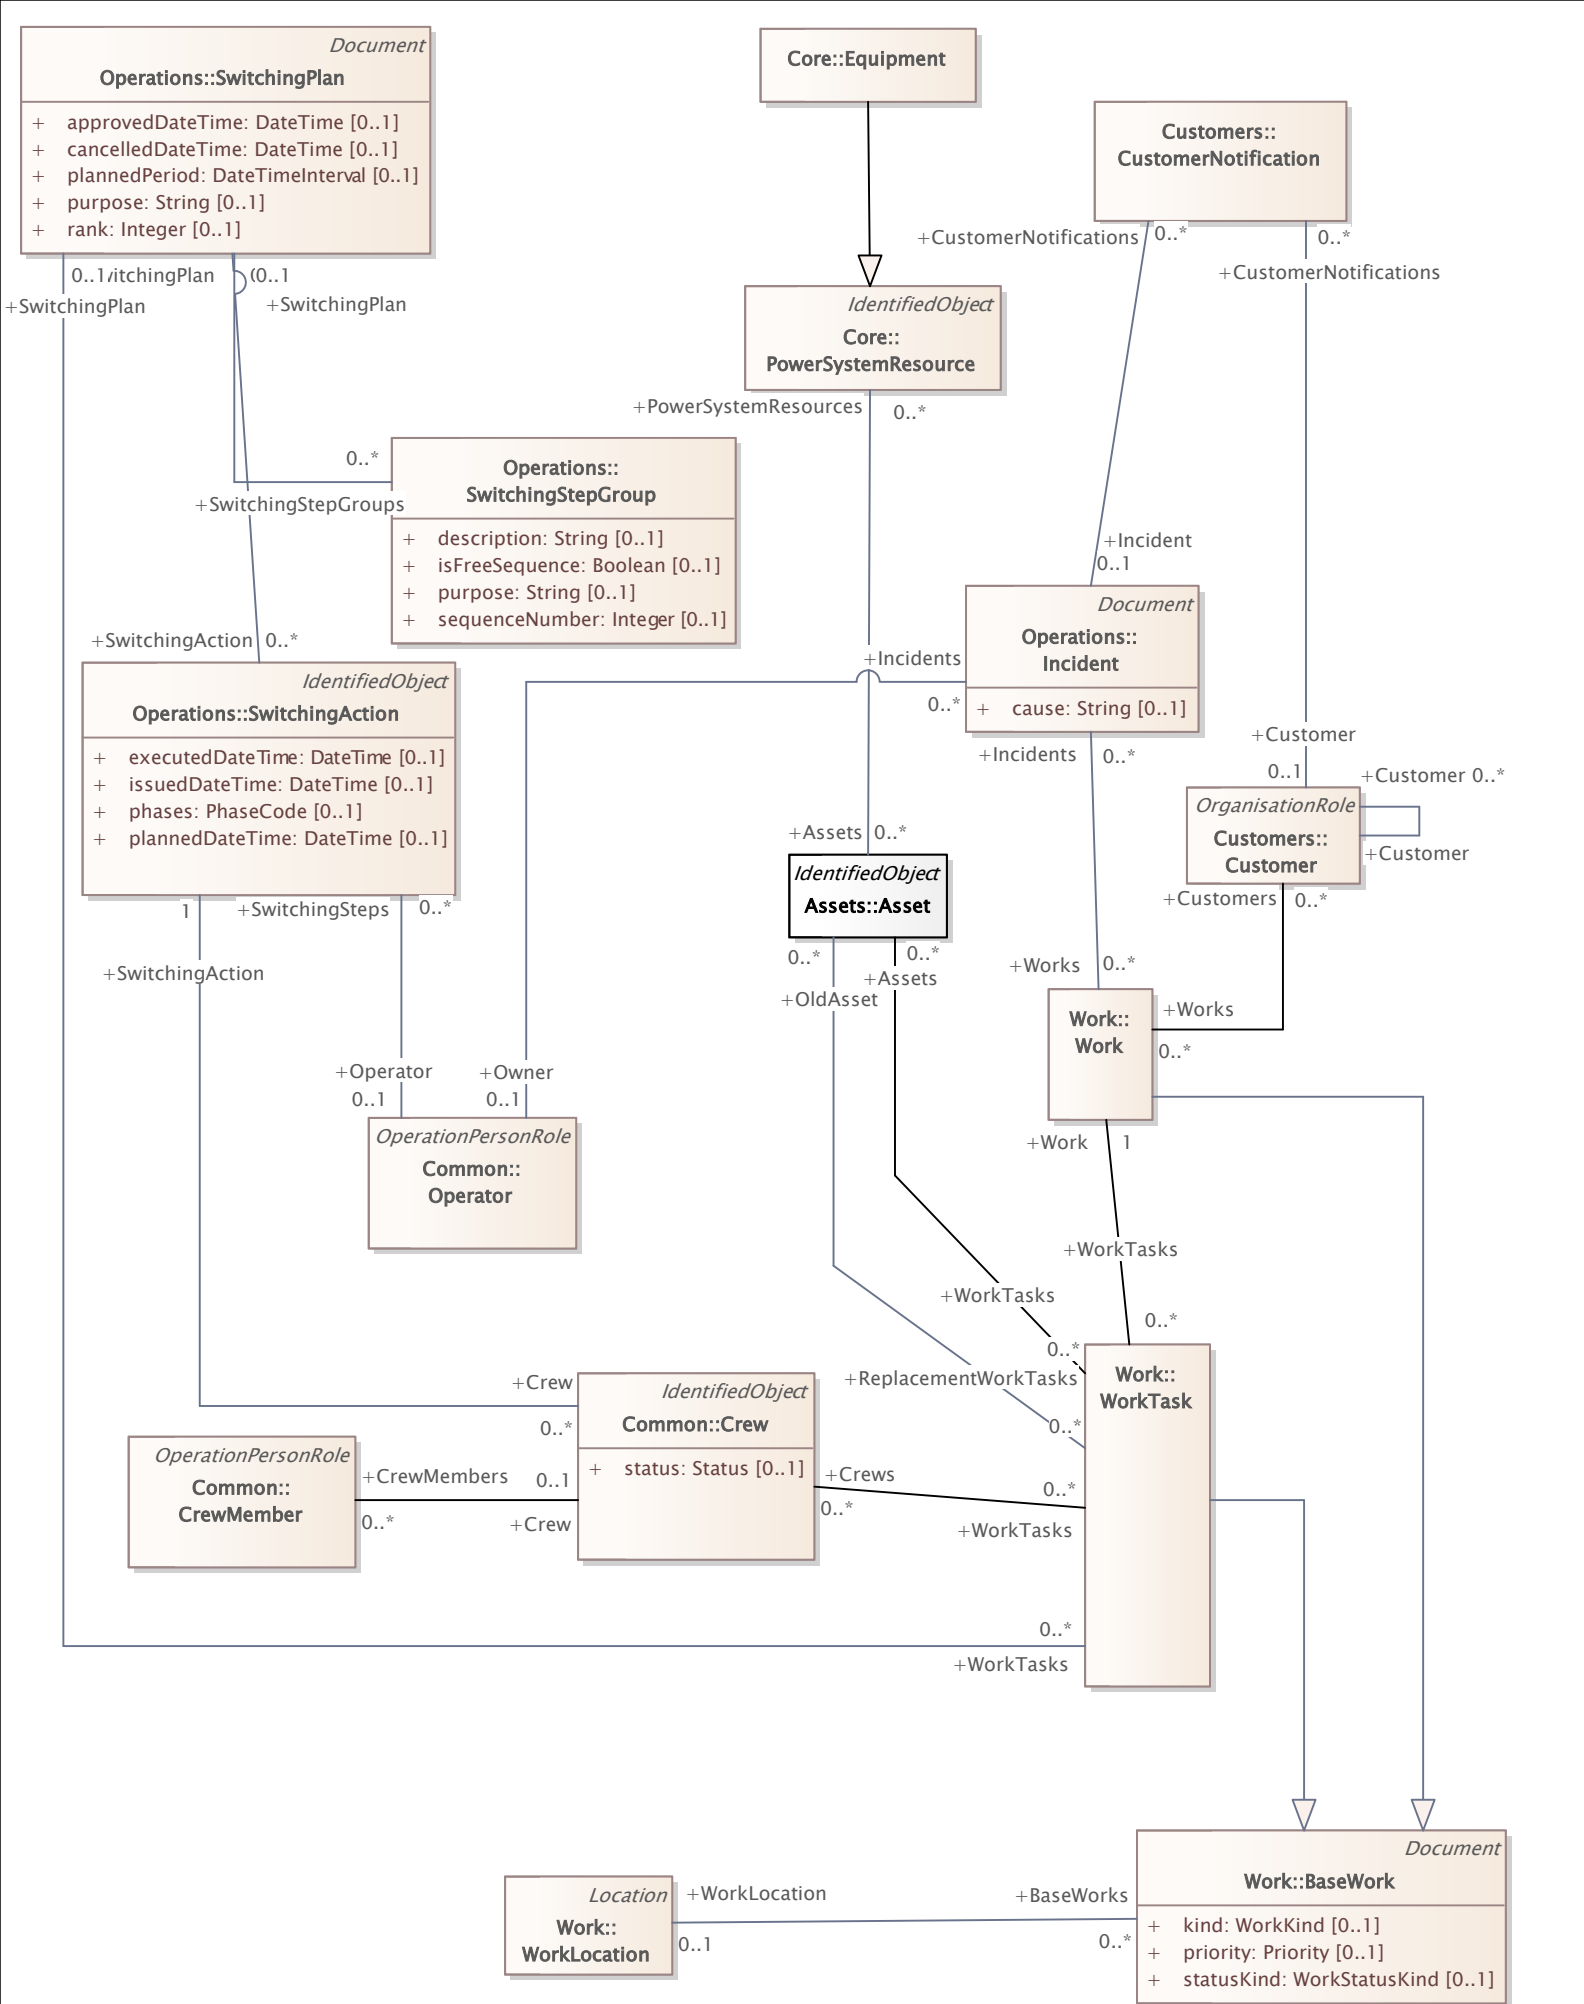 Document
Operations::SwitchingPlan
+ approvedDateTime: DateTime [0..1]
+ cancelledDateTime: DateTime [0..1]
+ plannedPeriod: DateTimeInterval [0..1]
+ purpose: String [0..1]
+ rank: Integer [0..1]
Core::Equipment
Customers::
CustomerNotification
+CustomerNotifications
0..*
0..*
+CustomerNotifications
0..1
itchingPlan
0..1
+SwitchingPlan
+SwitchingPlan
IdentifiedObject
Core::
PowerSystemResource
+PowerSystemResources
0..*
0..*
+SwitchingStepGroups
Operations::
SwitchingStepGroup
+ description: String [0..1]
+ isFreeSequence: Boolean [0..1]
+ purpose: String [0..1]
+ sequenceNumber: Integer [0..1]
+Incident
0..1
Document
Operations::
Incident
+ cause: String [0..1]
+Incidents
0..*
+Incidents
0..*
+SwitchingAction
0..*
IdentifiedObject
Operations::SwitchingAction
+ executedDateTime: DateTime [0..1]
+ issuedDateTime: DateTime [0..1]
+ phases: PhaseCode [0..1]
+ plannedDateTime: DateTime [0..1]
1
+SwitchingSteps
0..*
+SwitchingAction
+Customer
0..1
+Customer 0..*
OrganisationRole
Customers::
Customer
+Customer
+Customers
0..*
+Assets
0..*
IdentifiedObject
Assets::Asset
0..*
0..*
+Assets
+OldAsset
+Works
0..*
Work::
Work
+Works
0..*
+Work
1
+Operator
0..1
+Owner
0..1
OperationPersonRole
Common::
Operator
+WorkTasks
0..*
+WorkTasks
0..*
+ReplacementWorkTasks
0..*
Work::
WorkTask
+Crew
0..*
IdentifiedObject
Common::Crew
+ status: Status [0..1]
OperationPersonRole
Common::
CrewMember
+CrewMembers
0..*
0..1
+Crew
+Crews
0..*
0..*
+WorkTasks
0..*
+WorkTasks
Document
Work::BaseWork
+ kind: WorkKind [0..1]
+ priority: Priority [0..1]
+ statusKind: WorkStatusKind [0..1]
Location
Work::
WorkLocation
+WorkLocation
0..1
+BaseWorks
0..*